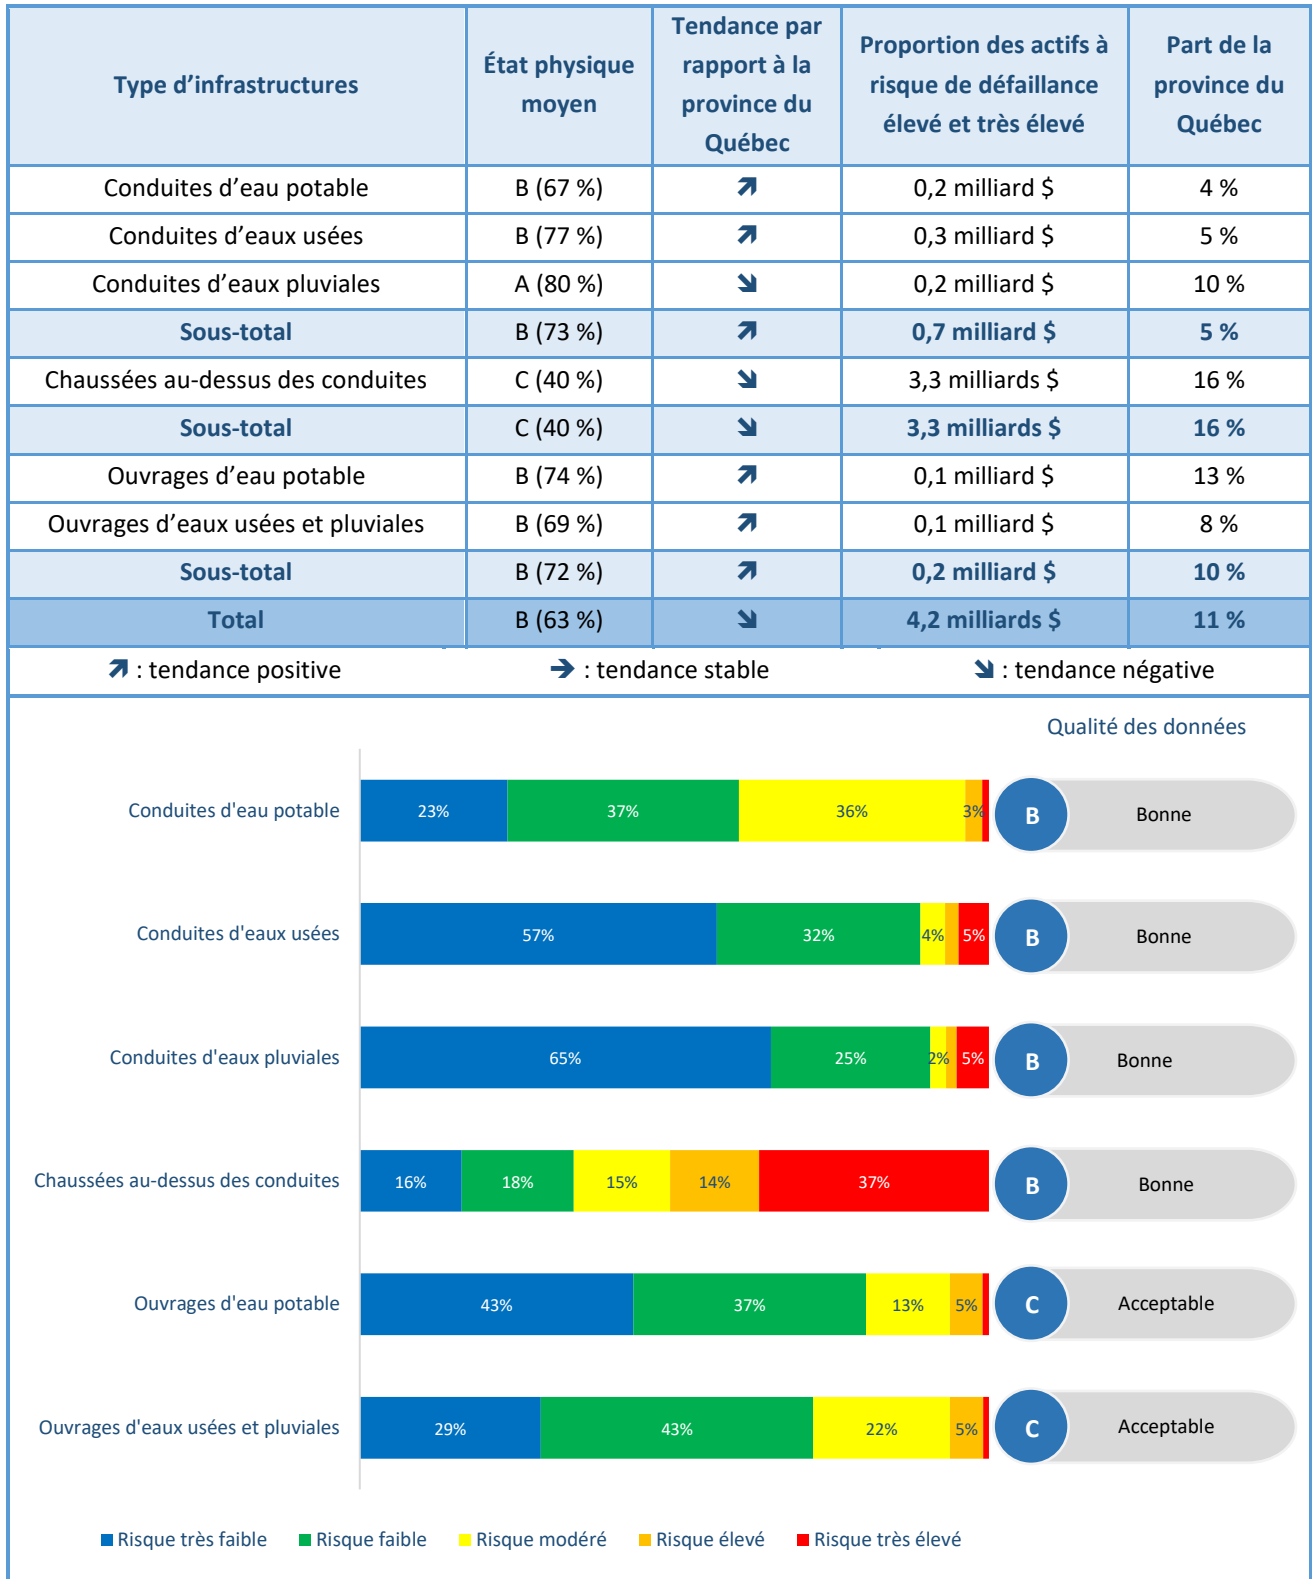 Type d’infrastructures
État physique
moyen
Tendance par
rapport à la
province du
Québec
Proportion des actifs à
risque de défaillance
élevé et très élevé
Part de la
province du
Québec
Conduites d’eau potable B (67 %) ↗ 0,2 milliard $ 4 %
Conduites d’eaux usées B (77 %) ↗ 0,3 milliard $ 5 %
Conduites d’eaux pluviales A (80 %) ↘ 0,2 milliard $ 10 %
Sous-total B (73 %) ↗ 0,7 milliard $ 5 %
Chaussées au-dessus des conduites C (40 %) ↘ 3,3 milliards $ 16 %
Sous-total C (40 %) ↘ 3,3 milliards $ 16 %
Ouvrages d’eau potable B (74 %) ↗ 0,1 milliard $ 13 %
Ouvrages d’eaux usées et pluviales B (69 %) ↗ 0,1 milliard $ 8 %
Sous-total B (72 %) ↗ 0,2 milliard $ 10 %
Total B (63 %) ↘ 4,2 milliards $ 11 %
↗ : tendance positive → : tendance stable ↘ : tendance négative
Qualité des données
Conduites d'eau potable 23% 37% 36% 3% B Bonne
Conduites d'eaux usées 57% 32% 4% 5% B Bonne
Conduites d'eaux pluviales 65% 25% 2% 5% B Bonne
Chaussées au-dessus des conduites 16% 18% 15% 14% 37% B Bonne
Ouvrages d'eau potable 43% 37% 13% 5% C Acceptable
Ouvrages d'eaux usées et pluviales 29% 43% 22% 5% C Acceptable
Risque très faible Risque faible Risque modéré Risque élevé Risque très élevé